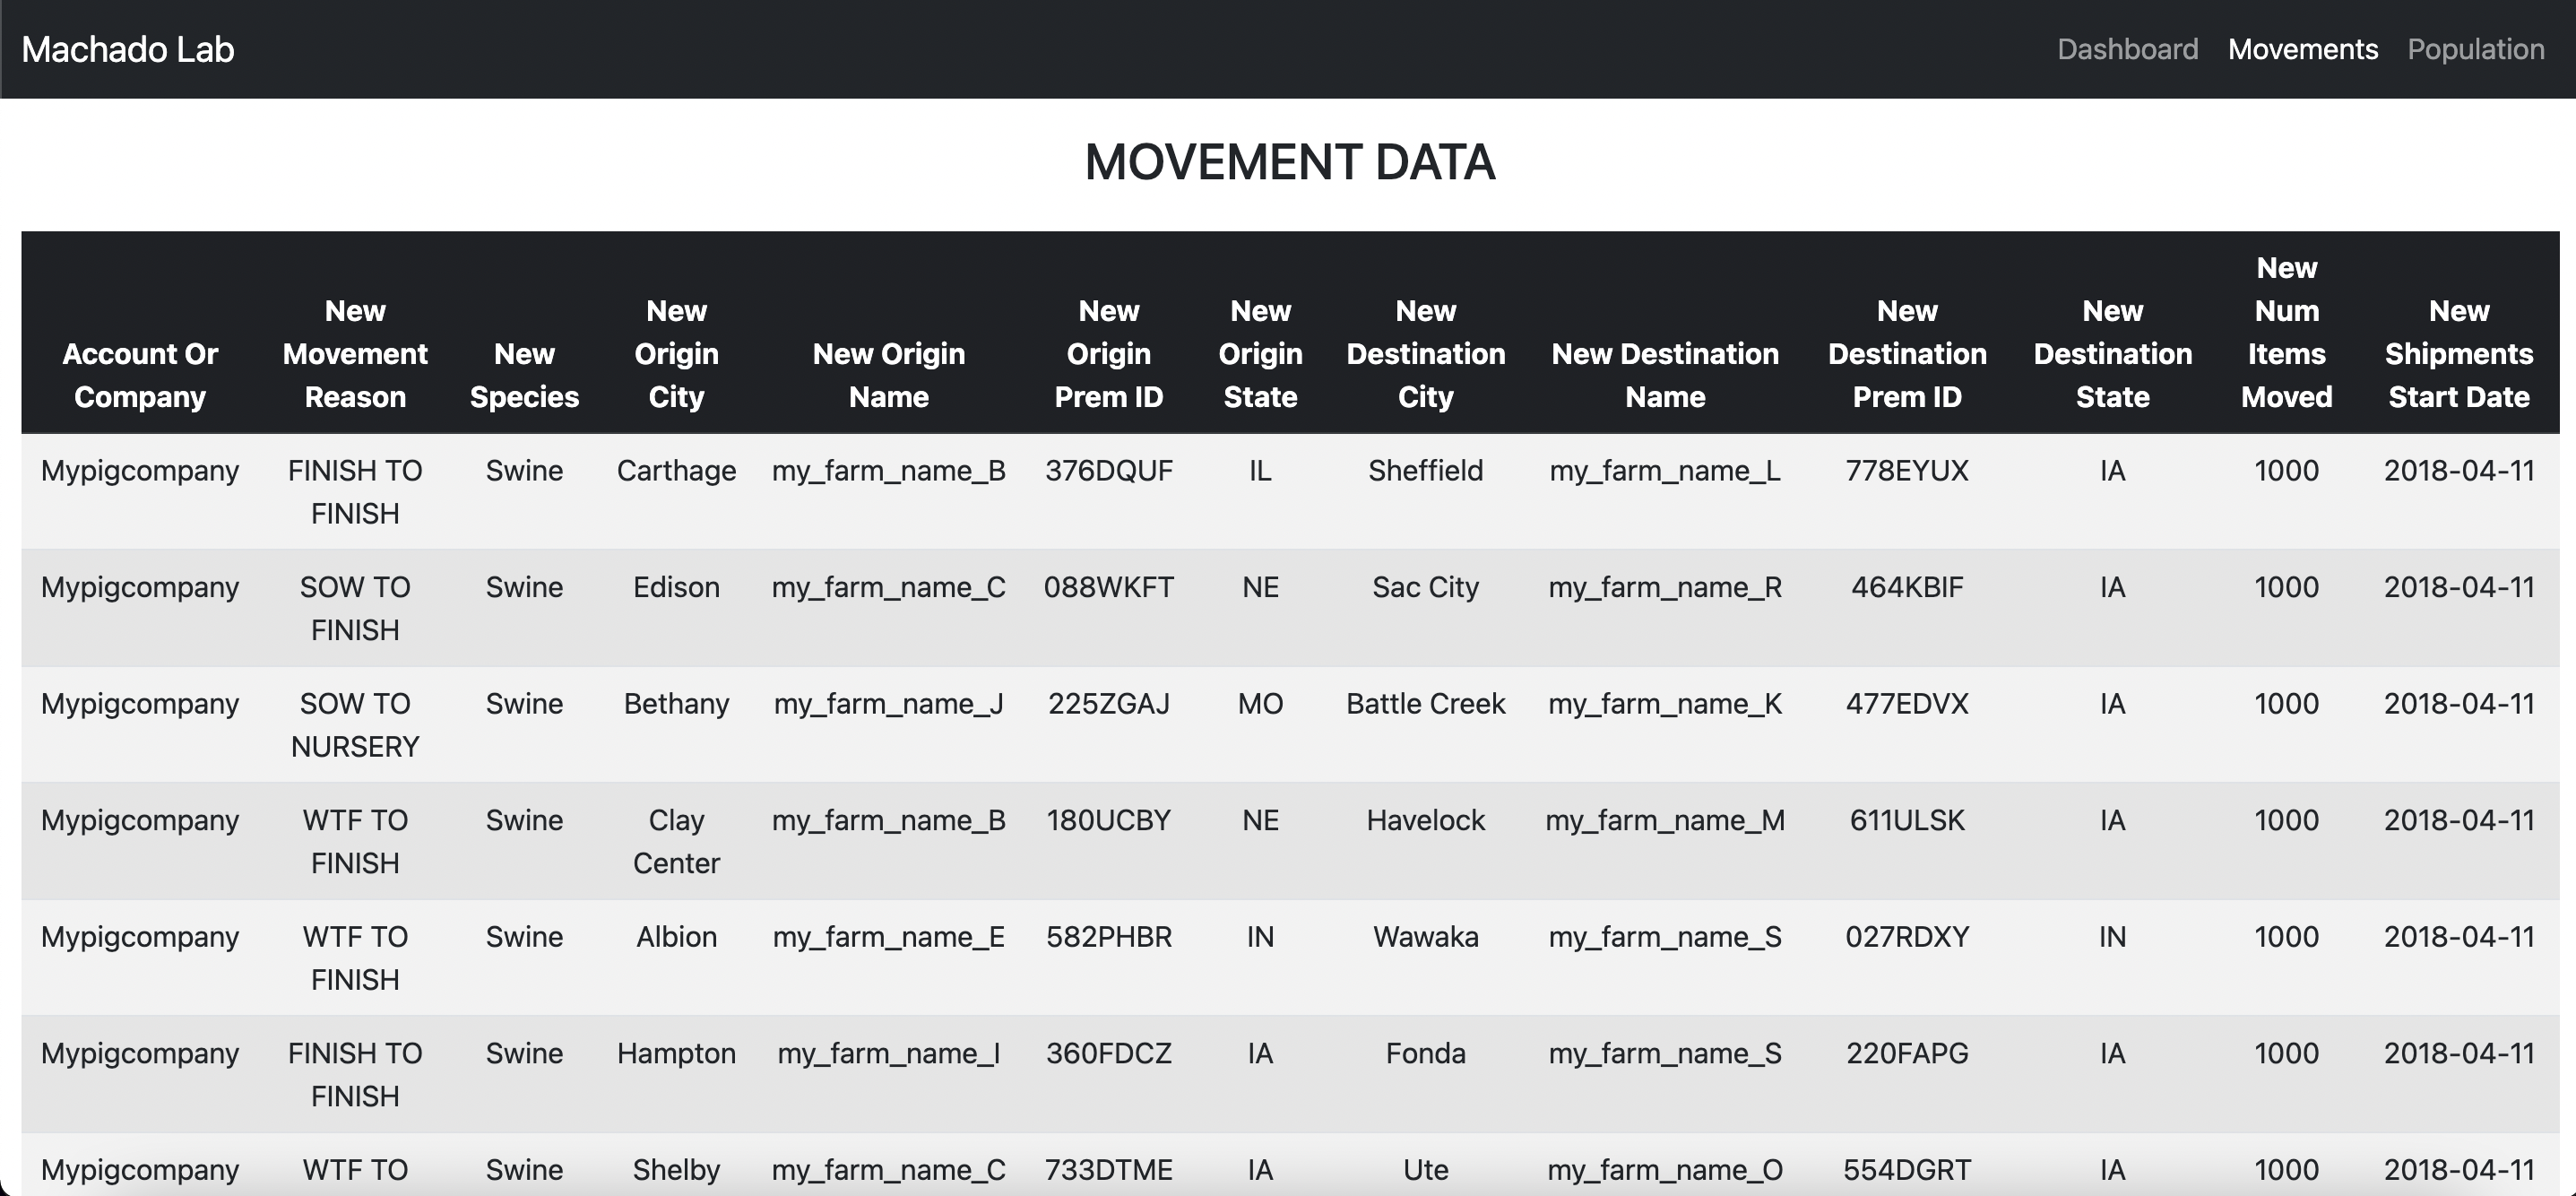 Machado Lab Dashboard Movements Population
MOVEMENT DATA
Account Or Company New Movement Reason New Species New Origin City New Origin Name New Origin Prem ID New Origin State New Destination City New Destination Name New Destination Prem ID New Destination State New Num Items Moved New Shipments Start Date
Mypigcompany FINISH TO FINISH Swine Carthage my_farm_name_B 376DQUF IL Sheffield my_farm_name_L 778EYUX IA 1000 2018-04-11
Mypigcompany SOW TO FINISH Swine Edison my_farm_name_C 088WKFT NE Sac City my_farm_name_R 464KBIF IA 1000 2018-04-11
Mypigcompany SOW TO NURSERY Swine Bethany my_farm_name_J 225ZGAJ MO Battle Creek my_farm_name_K 477EDVX IA 1000 2018-04-11
Mypigcompany WTF TO FINISH Swine Clay Center my_farm_name_B 180UCBY NE Havelock my_farm_name_M 611ULSK IA 1000 2018-04-11
Mypigcompany WTF TO FINISH Swine Albion my_farm_name_E 582PHBR IN Wawaka my_farm_name_S 027RDXY IN 1000 2018-04-11
Mypigcompany FINISH TO FINISH Swine Hampton my_farm_name_I 360FDCZ IA Fonda my_farm_name_S 220FAPG IA 1000 2018-04-11
Mypigcompany WTF TO Swine Shelby my_farm_name_C 733DTME IA Ute my_farm_name_O 554DGRT IA 1000 2018-04-11